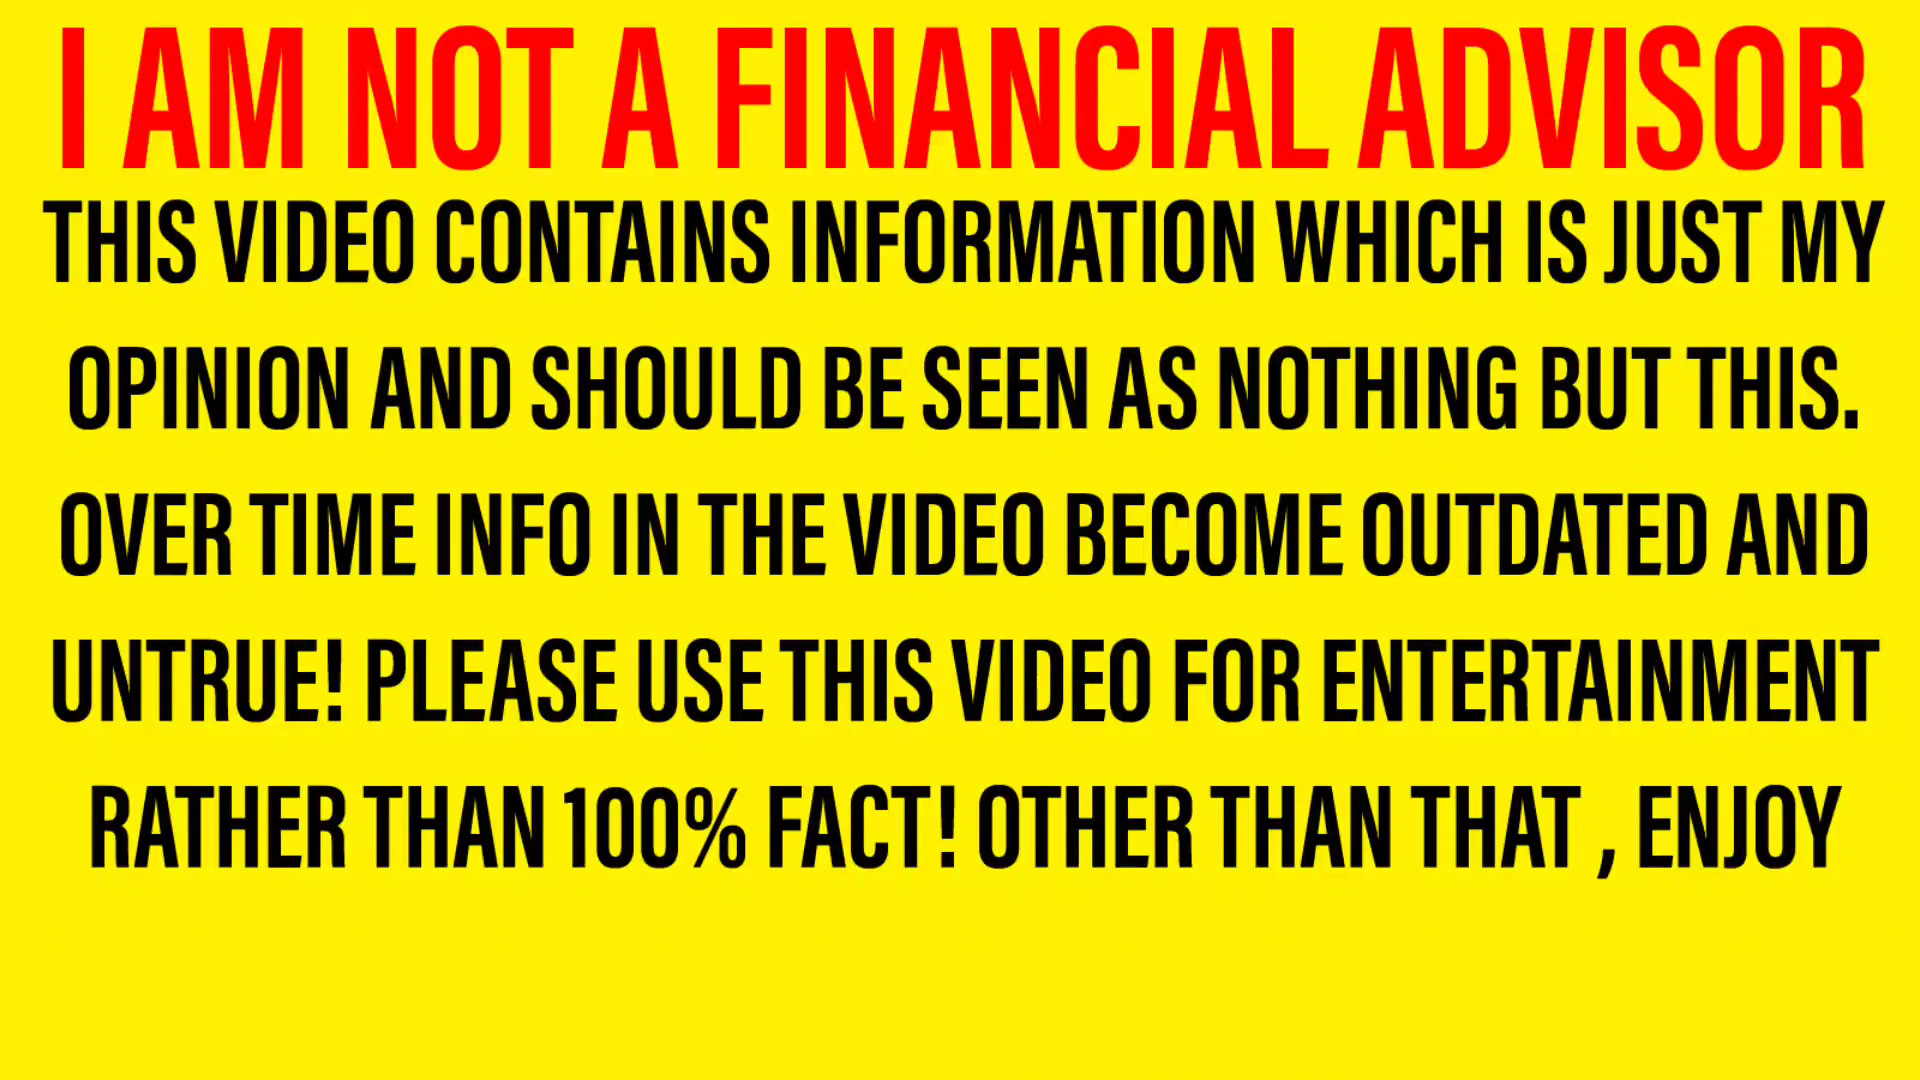 I AM NOT A FINANCIAL ADVISOR
THIS VIDEO CONTAINS INFORMATION WHICH IS JUST MY
OPINION AND SHOULD BE SEEN AS NOTHING BUT THIS.
OVER TIME INFO IN THE VIDEO BECOME OUTDATED AND
UNTRUE! PLEASE USE THIS VIDEO FOR ENTERTAINMENT
RATHER THAN 100% FACT! OTHER THAN THAT , ENJOY